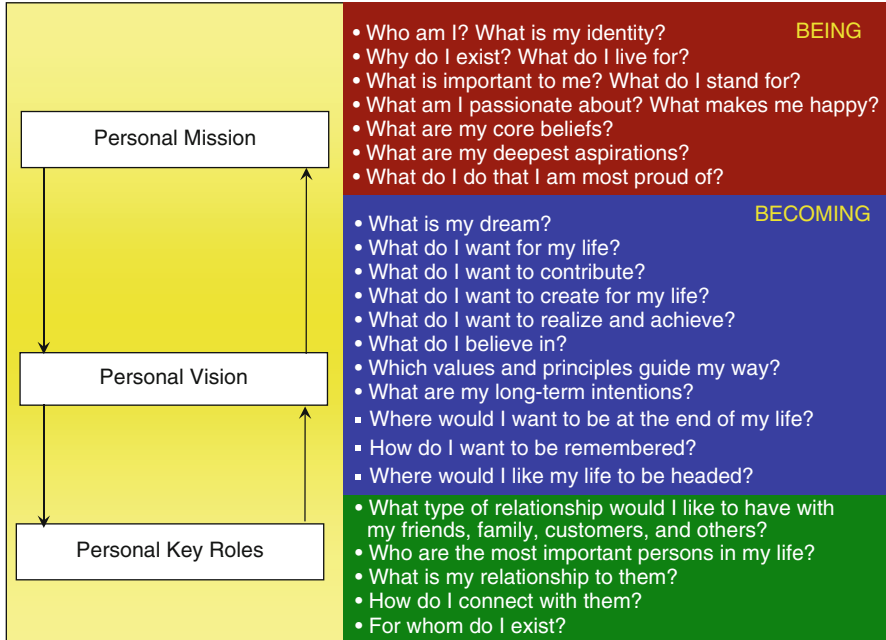 Personal Mission
Personal Vision
Personal Key Roles
BEING
• Who am I? What is my identity?
• Why do I exist? What do I live for?
• What is important to me? What do I stand for?
• What am I passionate about? What makes me happy?
• What are my core beliefs?
• What are my deepest aspirations?
• What do I do that I am most proud of?
BECOMING
• What is my dream?
• What do I want for my life?
• What do I want to contribute?
• What do I want to create for my life?
• What do I want to realize and achieve?
• What do I believe in?
• Which values and principles guide my way?
• What are my long-term intentions?
▪ Where would I want to be at the end of my life?
▪ How do I want to be remembered?
▪ Where would I like my life to be headed?
• What type of relationship would I like to have with
my friends, family, customers, and others?
• Who are the most important persons in my life?
• What is my relationship to them?
• How do I connect with them?
• For whom do I exist?